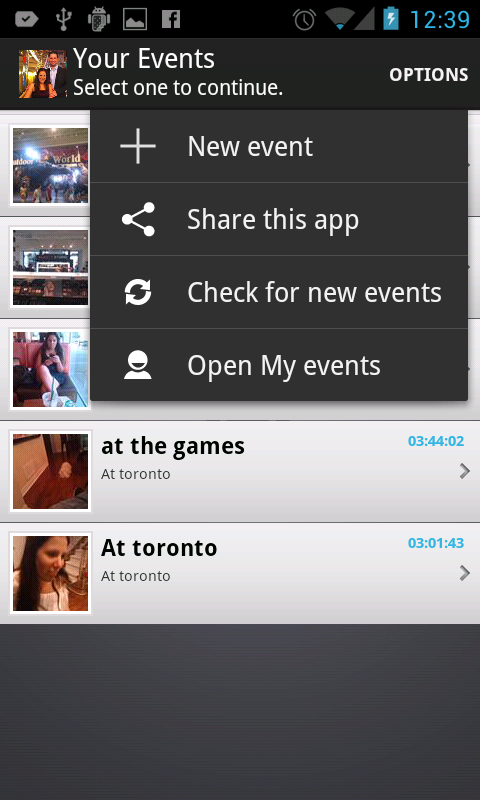 12:39
Your Events
Select one to continue.
OPTIONS
World
New event
Share this app
Check for new events
Open My events
at the games
03:44:02
At toronto
At toronto
03:01:43
At toronto